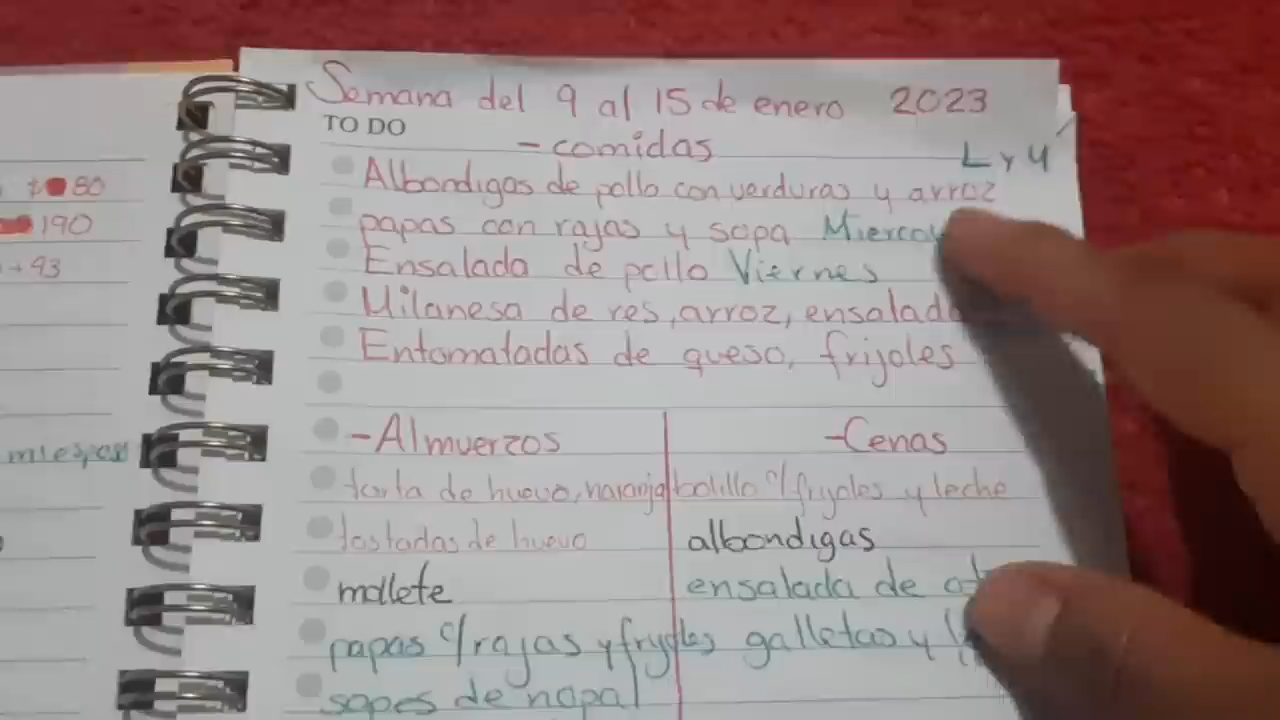 Semana del 9 al 15 de enero 2023
TO DO
- comidas
L y 4
Albondigas de pollo con verduras y arroz
papas con rajas y sopa
Ensalada de pollo Viernes
Milanesa de res, arroz,
Entomatadas de queso, frijoles
- Almuerzos
- Cenas
torta de huevo, naranja
bolillo c/ frijoles y leche
tostadas de huevo
albondigas
mollete
ensalada de
papas c/ rajas y frijoles
galletas y
sopes de nopal
80
190
+ 93